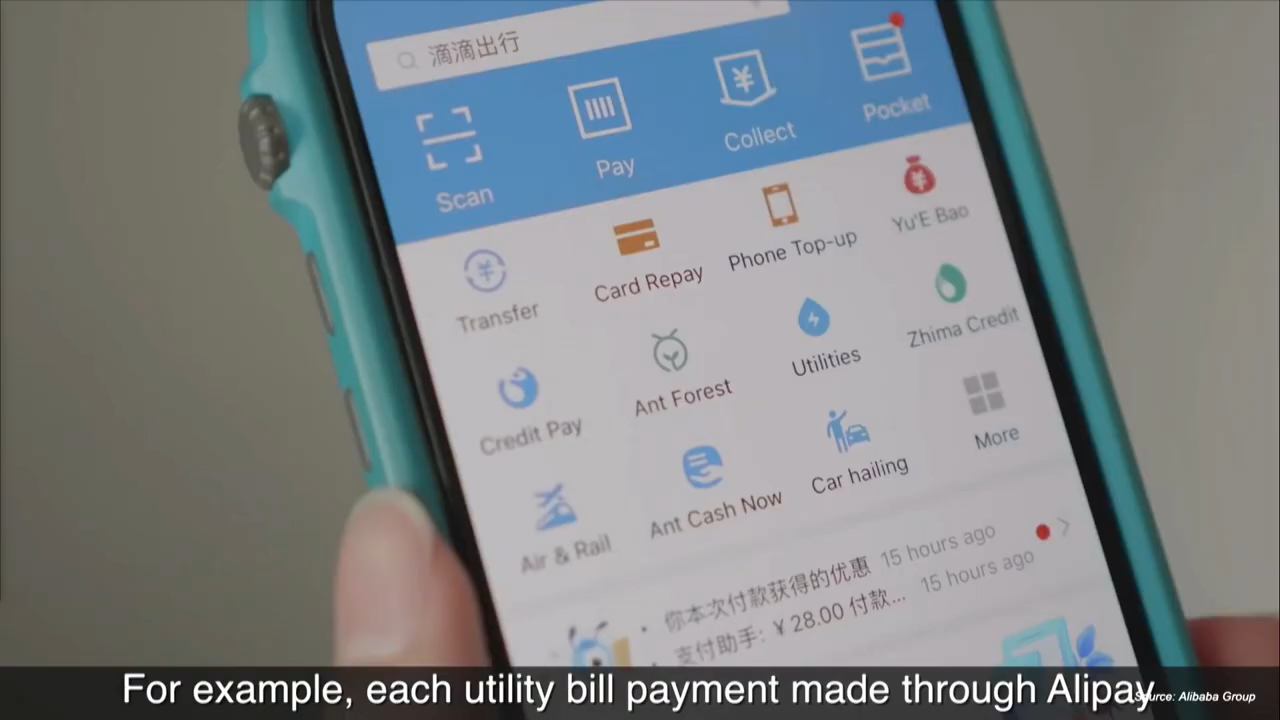 滴滴出行
Scan
Pay
Collect
Pocket
Transfer
Card Repay
Phone Top-up
Yu'E Bao
Credit Pay
Ant Forest
Utilities
Zhima Credit
Air & Rail
Ant Cash Now
Car hailing
More
你本次付款获得的优惠 15 hours ago
支付助手: ¥ 28.00 付款... 15 hours ago
For example, each utility bill payment made through Alipay
Source: Alibaba Group